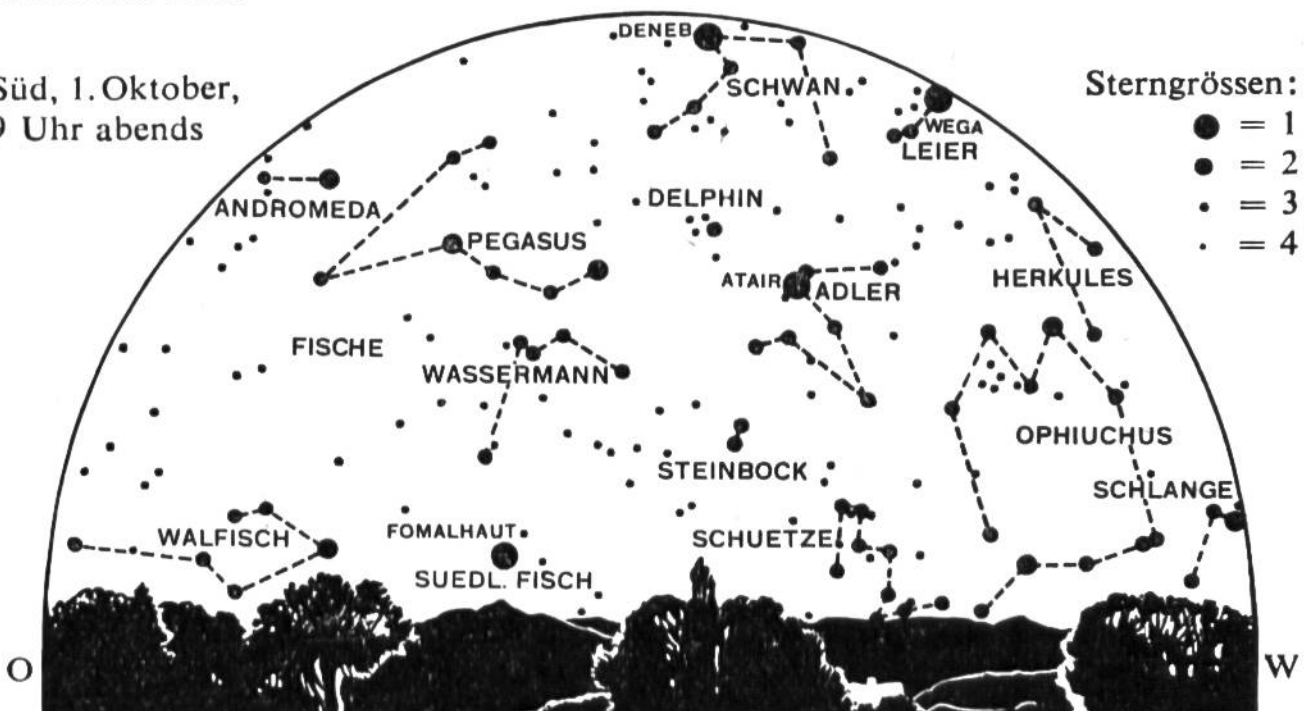 Süd, 1. Oktober,
9 Uhr abends
Sterngrössen:
= 1
= 2
= 3
= 4
DENEB
SCHWAN
WEGA
LEIER
ANDROMEDA
DELPHIN
PEGASUS
ATAIR
ADLER
HERKULES
FISCHE
WASSERMANN
OPHIUCHUS
STEINBOCK
SCHLANGE
WALFISCH
FOMALHAUT
SCHUETZE
SUEDL. FISCH
O
W